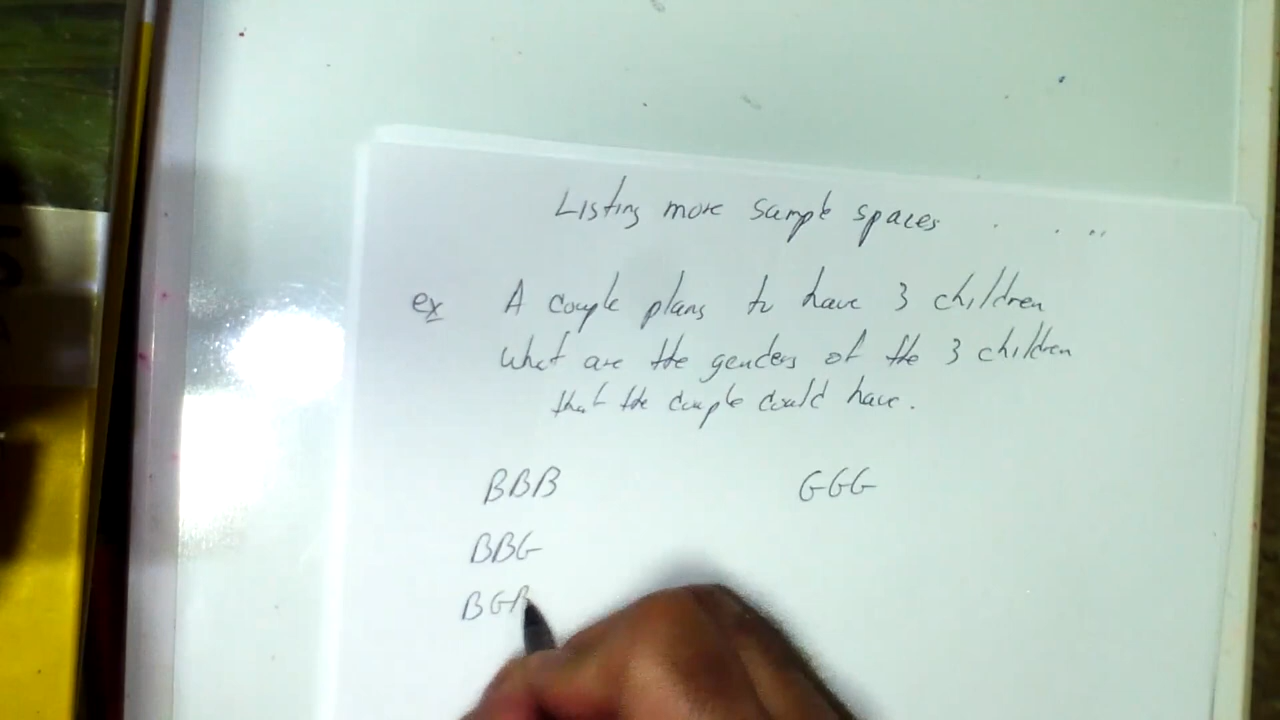 Listing more sample spaces . . . .
ex A couple plans to have 3 children
What are the genders of the 3 children
that the couple could have.
BBB GGG
BBG
BGB